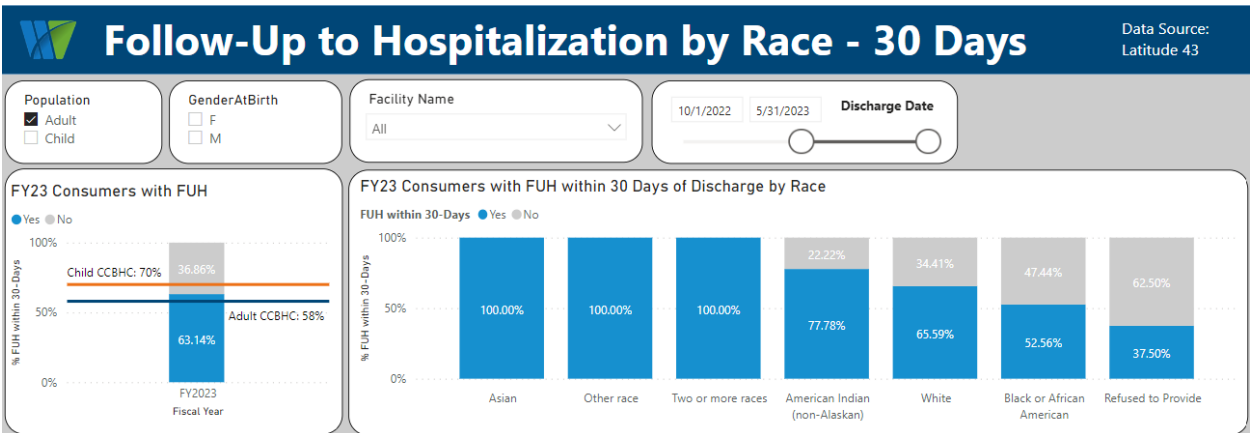 Follow-Up to Hospitalization by Race - 30 Days
Data Source:
Latitude 43
Population
Adult
Child
GenderAtBirth
F
M
Facility Name
All
10/1/2022
5/31/2023
Discharge Date
FY23 Consumers with FUH
Yes No
100%
50%
0%
% FUH within 30-Days
Child CCBHC: 70%
36.86%
Adult CCBHC: 58%
63.14%
FY2023
Fiscal Year
FY23 Consumers with FUH within 30 Days of Discharge by Race
FUH within 30-Days Yes No
100%
50%
0%
% FUH within 30-Days
100.00%
100.00%
100.00%
22.22%
77.78%
34.41%
65.59%
47.44%
52.56%
62.50%
37.50%
Asian
Other race
Two or more races
American Indian
(non-Alaskan)
White
Black or African
American
Refused to Provide